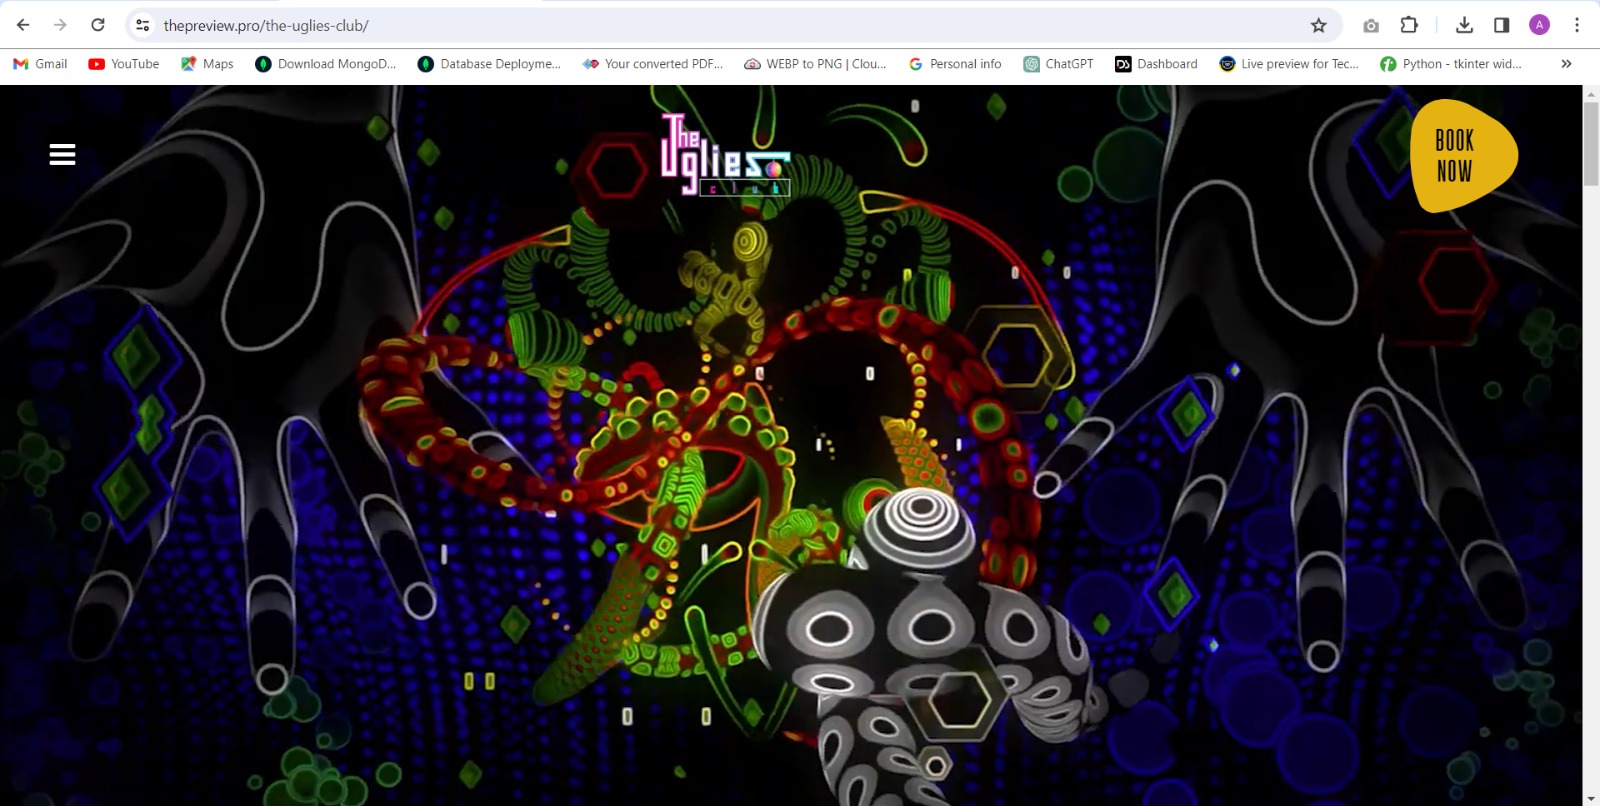 thepreview.pro/the-uglies-club/
A
Gmail
YouTube
Maps
Download MongoD...
Database Deployme...
Your converted PDF...
WEBP to PNG | Clou...
Personal info
ChatGPT
Dashboard
Live preview for Tec...
Python - tkinter wid...
»
The
Uglies
club
BOOK
NOW